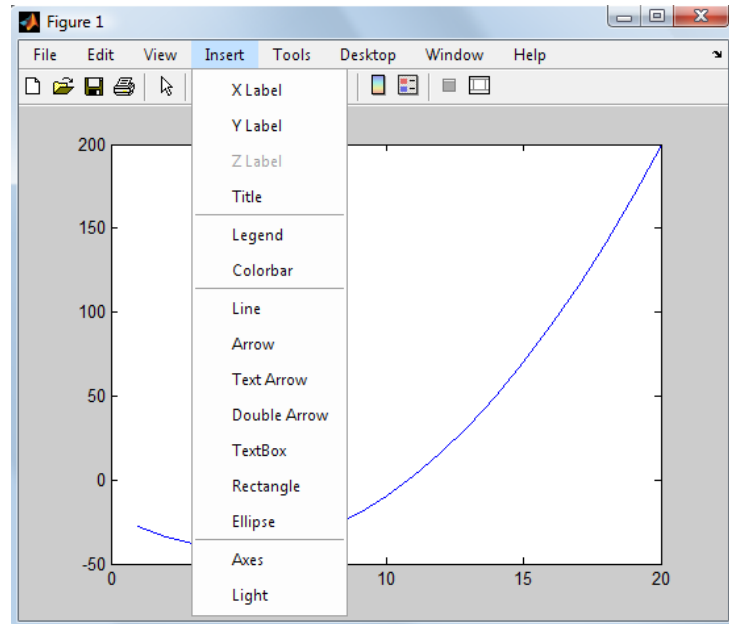 Figure 1
File Edit View Insert Tools Desktop Window Help
X Label
Y Label
Z Label
Title
Legend
Colorbar
Line
Arrow
Text Arrow
Double Arrow
TextBox
Rectangle
Ellipse
Axes
Light
200
150
100
50
0
-50
0 10 15 20